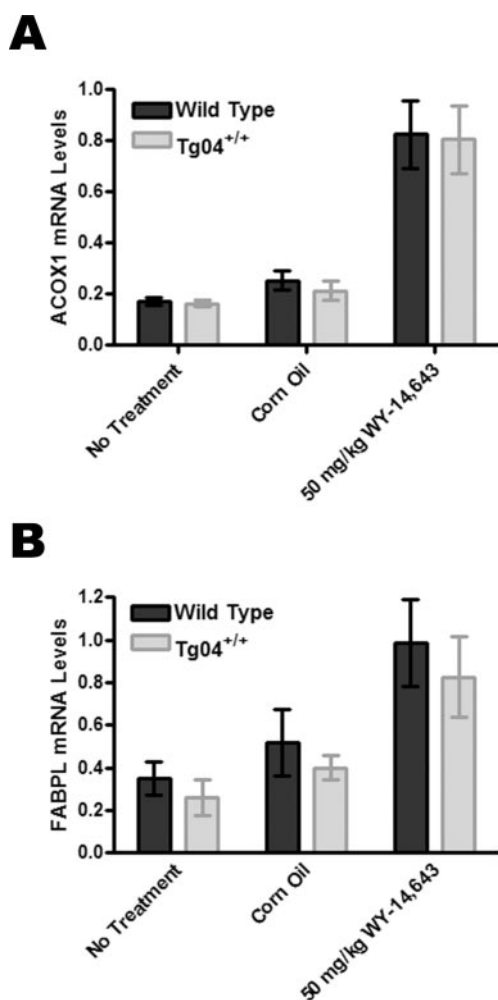 A
ACOX1 mRNA Levels
1.0
0.8
0.6
0.4
0.2
0.0
Wild Type
Tg04+/+
No Treatment
Corn Oil
50 mg/kg WY-14,643
B
FABPL mRNA Levels
1.2
1.0
0.8
0.6
0.4
0.2
0.0
Wild Type
Tg04+/+
No Treatment
Corn Oil
50 mg/kg WY-14,643